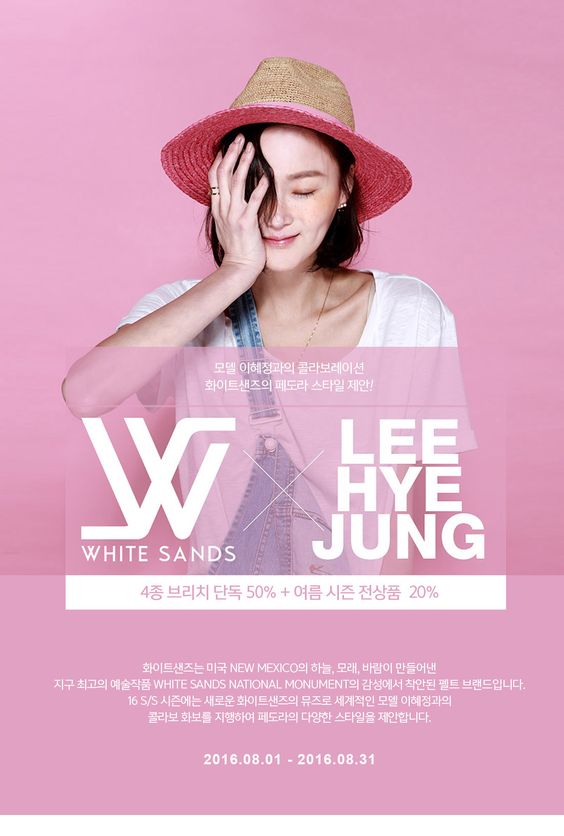 모델 이혜정과의 콜라보레이션
화이트샌즈의 페도라 스타일 제안!
W
WHITE SANDS
X
LEE
HYE
JUNG
4종 브리치 단독 50% + 여름 시즌 전상품 20%
화이트샌즈는 미국 NEW MEXICO의 하늘, 모래, 바람이 만들어낸
지구 최고의 예술작품 WHITE SANDS NATIONAL MONUMENT의 감성에서 착안된 펠트 브랜드입니다.
16 S/S 시즌에는 새로운 화이트샌즈의 뮤즈로 세계적인 모델 이혜정과의
콜라보 화보를 지행하여 페도라의 다양한 스타일을 제안합니다.
2016.08.01 - 2016.08.31